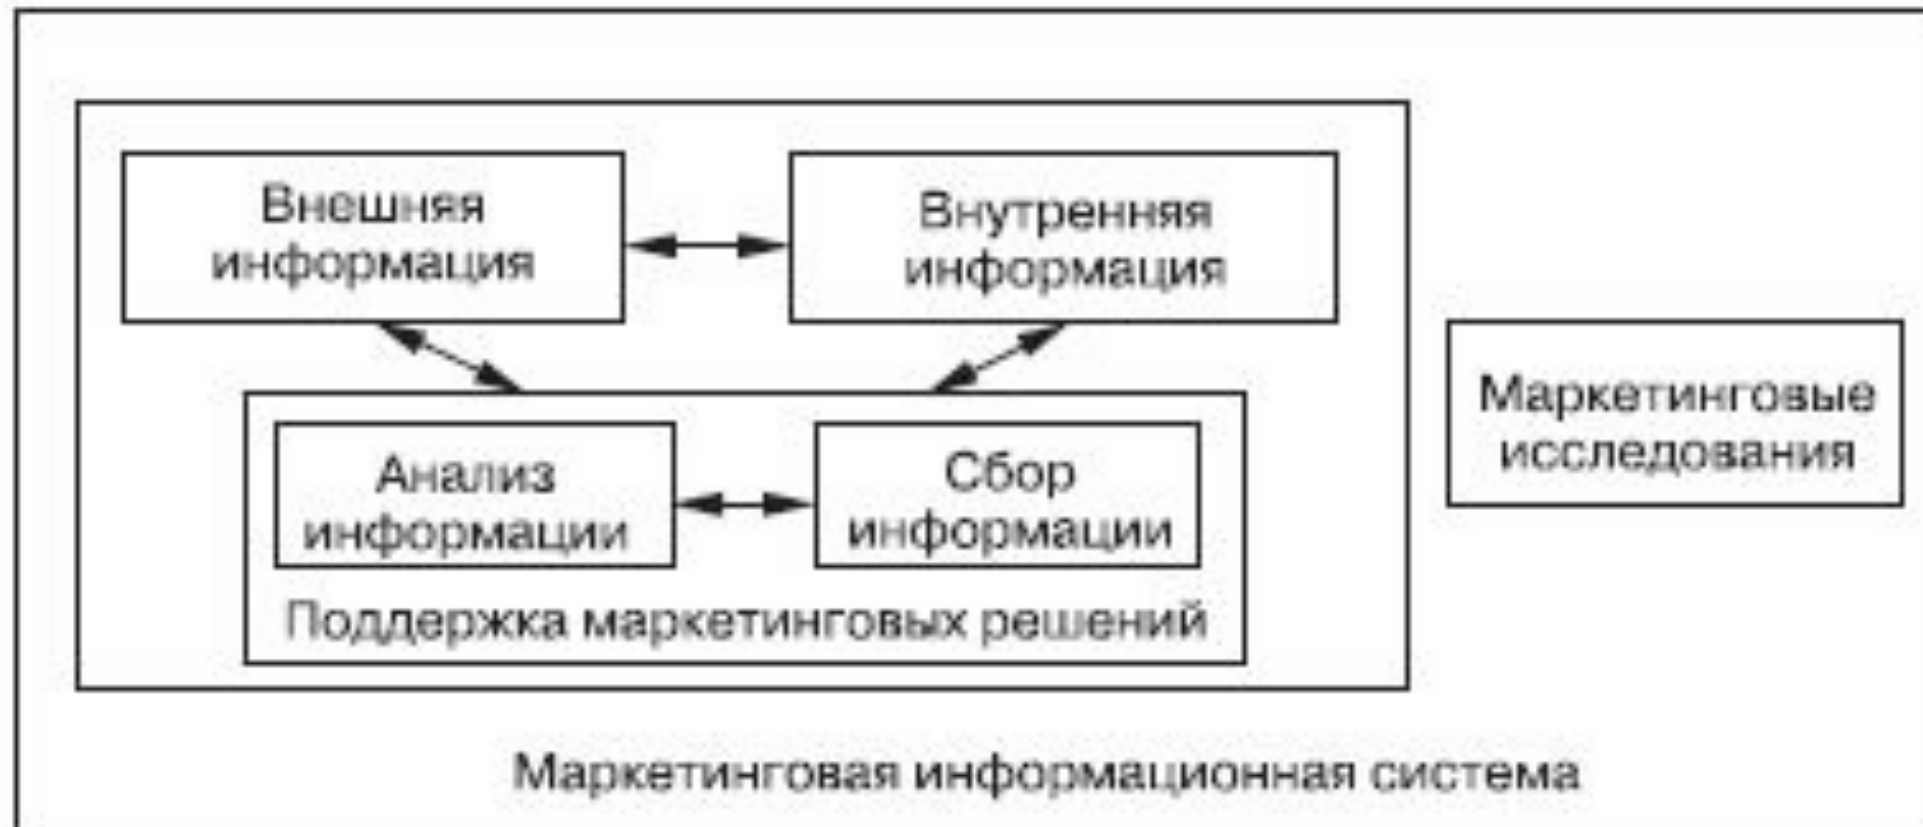 Внешняя
информация
Внутренняя
информация
Маркетинговые
исследования
Анализ
информации
Сбор
информации
Поддержка маркетинговых решений
Маркетинговая информационная система